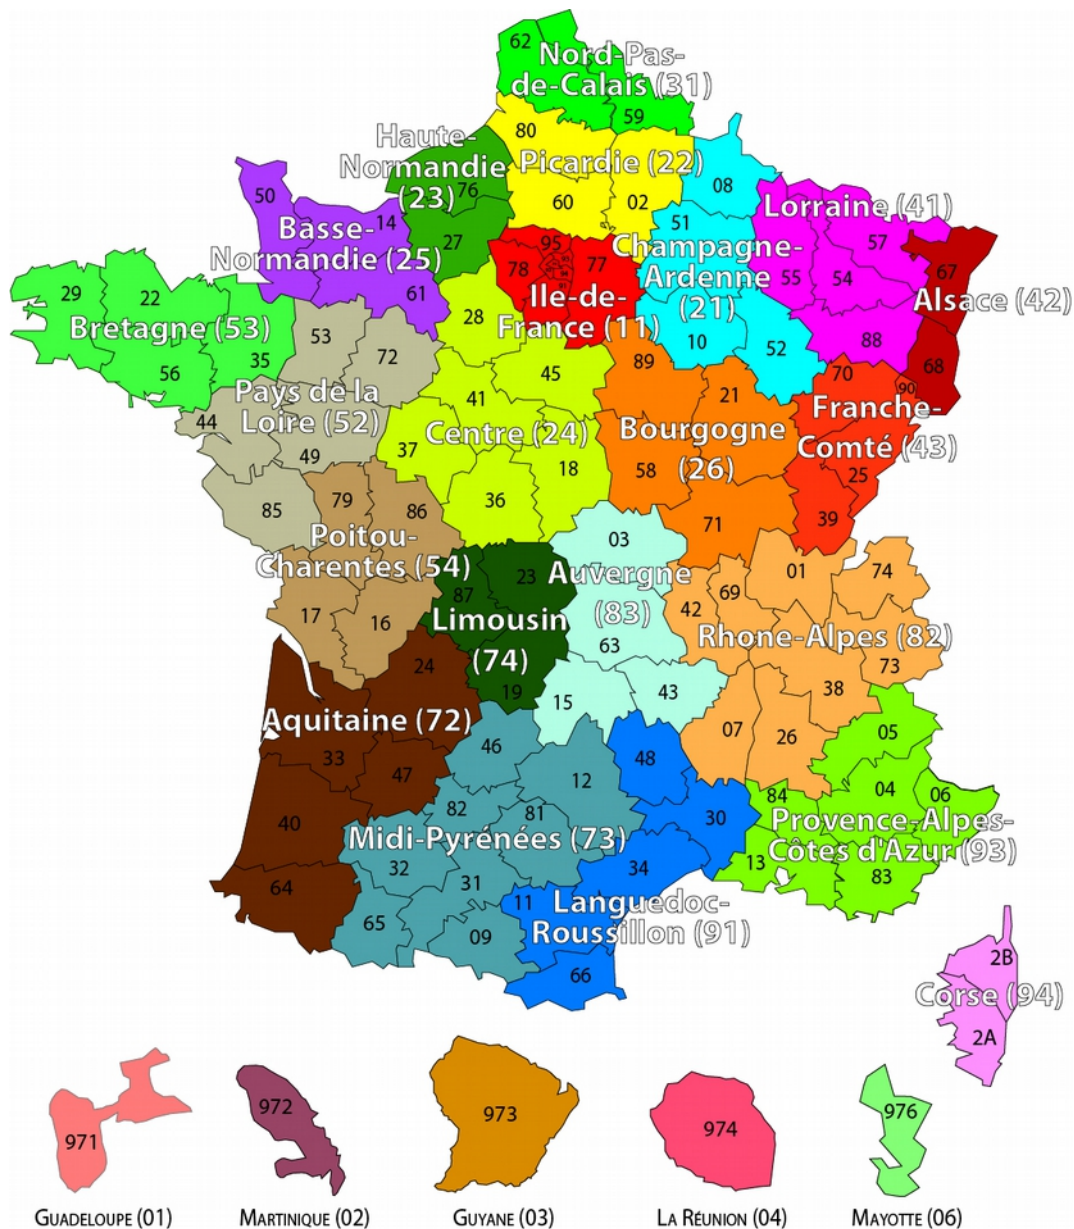 62
Nord-Pas-
de-Calais (31)
59
80
Haute-
Normandie
(23)
76
27
Picardie (22)
60
02
08
50
14
Basse-
Normandie (25)
61
51
Champagne-
Ardenne
(21)
10
52
Lorraine (41)
57
55
54
88
67
Alsace (42)
68
95
78
77
Ile-de-
France (11)
29
22
Bretagne (53)
56
35
53
72
Pays de la
Loire (52)
44
49
85
28
45
41
Centre (24)
37
18
36
89
21
Bourgogne
(26)
58
71
70
90
Franche-
Comté (43)
25
39
79
86
Poitou-
Charentes (54)
17
16
23
87
Limousin
(74)
19
03
Auvergne
(83)
63
15
43
01
74
69
42
Rhone-Alpes (82)
73
38
07
26
24
Aquitaine (72)
33
47
40
64
46
12
82
81
Midi-Pyrénées (73)
32
31
65
09
48
30
34
11
Languedoc-
Roussillon (91)
66
05
04
06
84
Provence-Alpes-
Côtes d'Azur (93)
13
83
2B
Corse (94)
2A
971
972
973
974
976
GUADELOUPE (01)
MARTINIQUE (02)
GUYANE (03)
LA RÉUNION (04)
MAYOTTE (06)